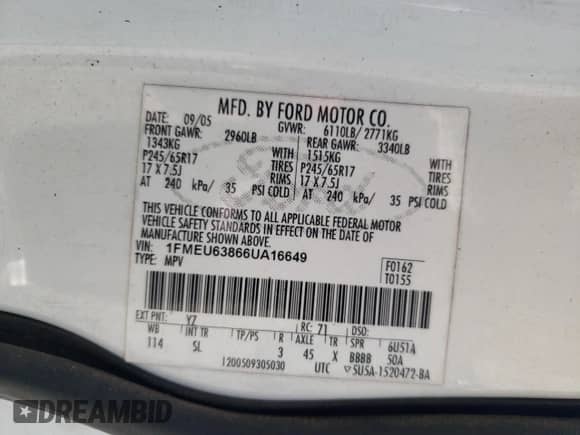 MFD. BY FORD MOTOR CO.
DATE: 09/05 GVWR: 6110LB/ 2771KG
FRONT GAWR: 2960LB REAR GAWR: 3340LB
1343KG WITH 1515KG WITH
P245/65R17 TIRES P245/65R17 TIRES
17 X 7.5J RIMS 17 X 7.5J RIMS
AT 240 kPa/ 35 PSI COLD AT 240 kPa/ 35 PSI COLD
Ford
THIS VEHICLE CONFORMS TO ALL APPLICABLE FEDERAL MOTOR
VEHICLE SAFETY STANDARDS IN EFFECT ON THE DATE OF
MANUFACTURE SHOWN ABOVE.
VIN: 1FMEU63866UA16649
TYPE: MPV
F0162
T0155
EXT PNT: Y7 RC: 71 DSO:
WB INT TR TP/PS R AXLE TR SPR 6U51A
114 5L 3 45 X BBBB 50A
1200509305030 UTC 5U5A-1520472-BA
DREAMBID